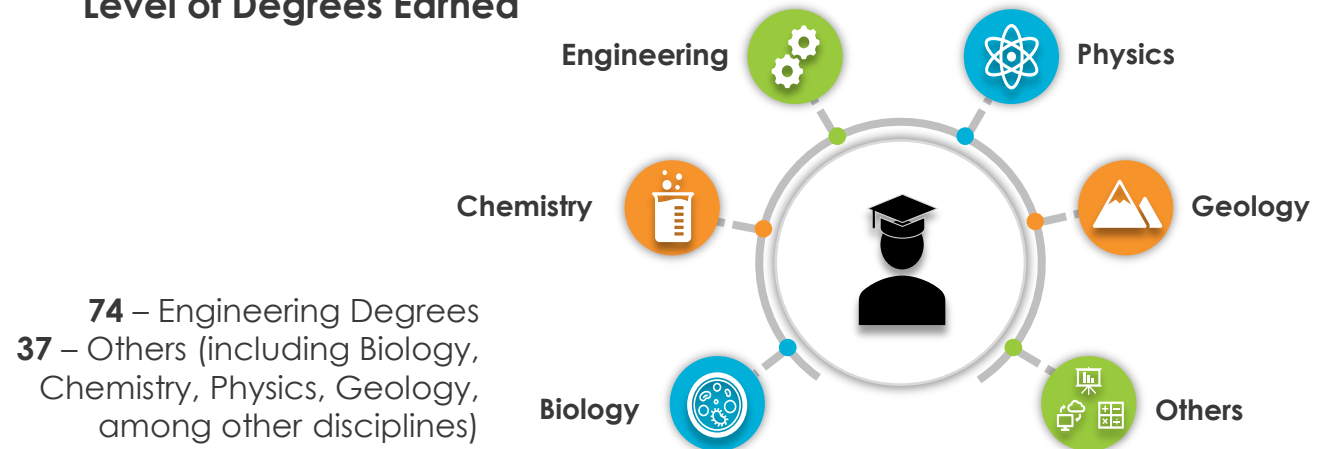 Level of Degrees Earned
Engineering
Physics
Chemistry
Geology
74 – Engineering Degrees
37 – Others (including Biology,
Chemistry, Physics, Geology,
among other disciplines)
Biology
Others